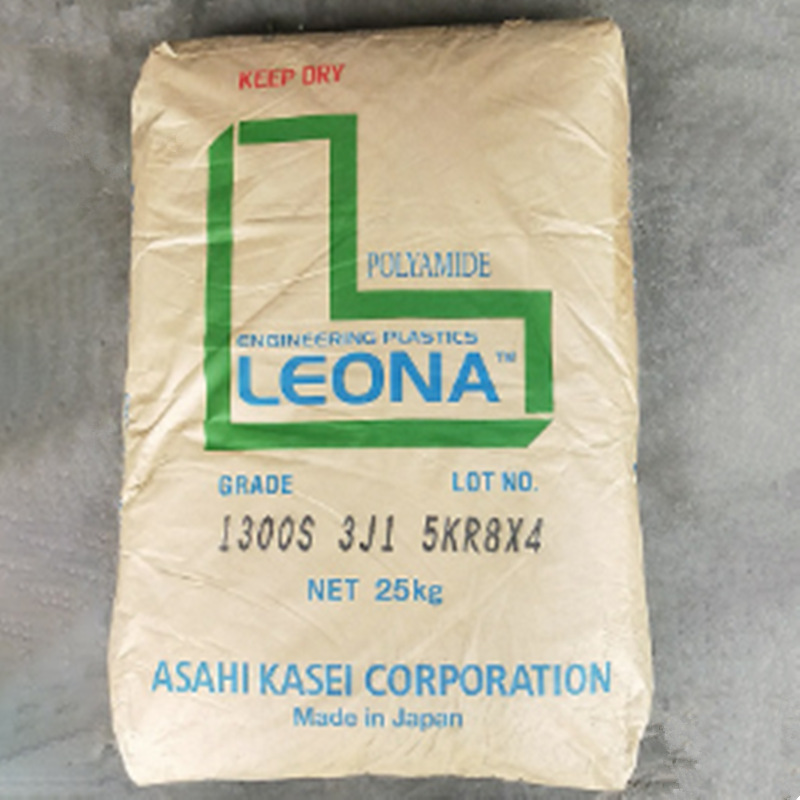 KEEP DRY
POLYAMIDE
ENGINEERING PLASTICS
LEONA™
GRADE LOT NO.
1300S 3J1 5KR8X4
NET 25kg
ASAHI KASEI CORPORATION
Made in Japan